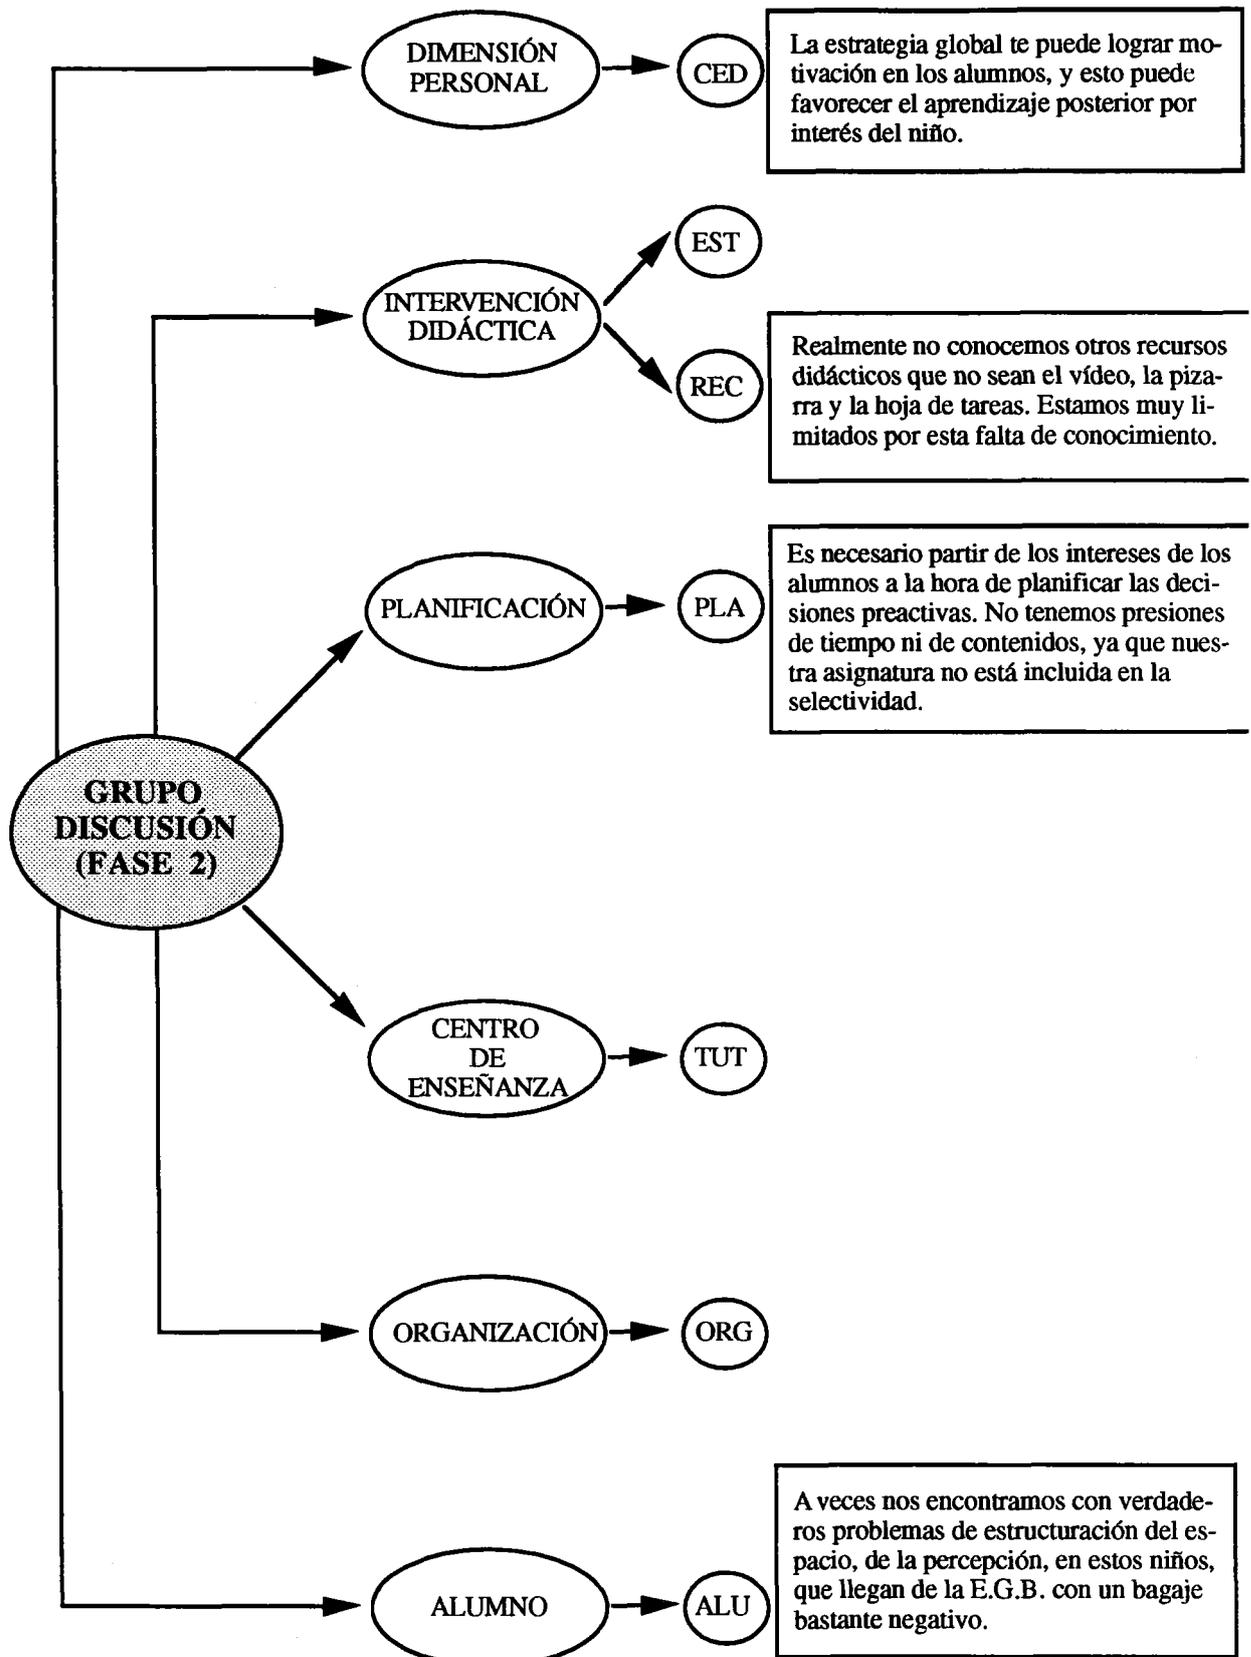 DIMENSIÓN
PERSONAL
CED
La estrategia global te puede lograr mo-
tivación en los alumnos, y esto puede
favorecer el aprendizaje posterior por
interés del niño.
EST
INTERVENCIÓN
DIDÁCTICA
REC
Realmente no conocemos otros recursos
didácticos que no sean el vídeo, la piza-
rra y la hoja de tareas. Estamos muy li-
mitados por esta falta de conocimiento.
PLANIFICACIÓN
PLA
Es necesario partir de los intereses de los
alumnos a la hora de planificar las deci-
siones preactivas. No tenemos presiones
de tiempo ni de contenidos, ya que nues-
tra asignatura no está incluida en la
selectividad.
GRUPO
DISCUSIÓN
(FASE 2)
CENTRO
DE
ENSEÑANZA
TUT
ORGANIZACIÓN
ORG
ALUMNO
ALU
A veces nos encontramos con verdade-
ros problemas de estructuración del es-
pacio, de la percepción, en estos niños,
que llegan de la E.G.B. con un bagaje
bastante negativo.